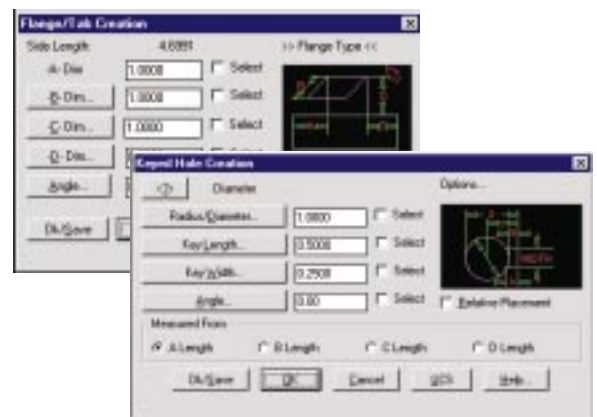 Flange/Tab Creation
Side Length: 4.6991 >> Flange Type <<
A- Dim 1.0000 Select
B- Dim... 1.0000 Select
C- Dim... 1.0000 Select
D- Dim...
Angle...
Ok/Save
Keyed Hole Creation
Diameter Options...
Radius/Diameter... 1.0000 Select
Key Length... 0.5000 Select
Key Width... 0.2500 Select
Angle... 0.00 Select
Relative Placement
Measured From
A Length B Length C Length D Length
Ok/Save OK Cancel UCS Help...